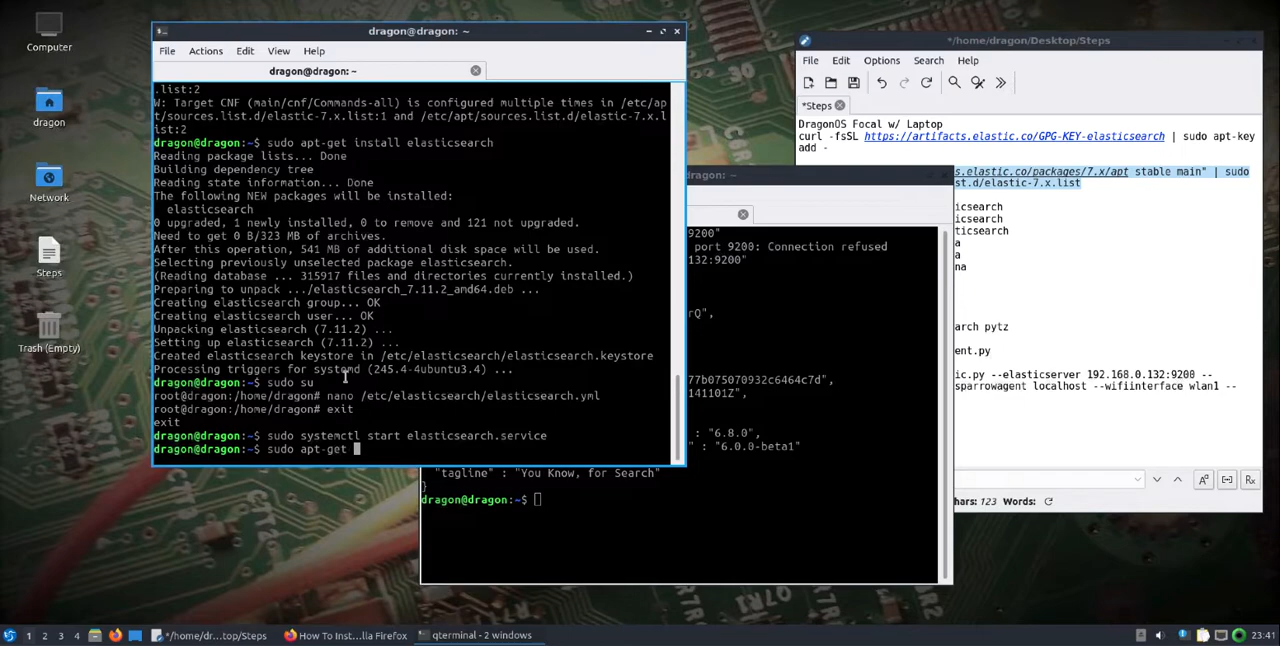 Computer
dragon
Network
Steps
Trash (Empty)
dragon@dragon: ~
File Actions Edit View Help
dragon@dragon: ~
.list:2
W: Target CNF (main/cnf/Commands-all) is configured multiple times in /etc/ap
t/sources.list.d/elastic-7.x.list:1 and /etc/apt/sources.list.d/elastic-7.x.l
ist:2
dragon@dragon:~$ sudo apt-get install elasticsearch
Reading package lists... Done
Building dependency tree
Reading state information... Done
The following NEW packages will be installed:
elasticsearch
0 upgraded, 1 newly installed, 0 to remove and 121 not upgraded.
Need to get 0 B/323 MB of archives.
After this operation, 541 MB of additional disk space will be used.
Selecting previously unselected package elasticsearch.
(Reading database ... 315917 files and directories currently installed.)
Preparing to unpack .../elasticsearch_7.11.2_amd64.deb ...
Creating elasticsearch group... OK
Creating elasticsearch user... OK
Unpacking elasticsearch (7.11.2) ...
Setting up elasticsearch (7.11.2) ...
Created elasticsearch keystore in /etc/elasticsearch/elasticsearch.keystore
Processing triggers for systemd (245.4-4ubuntu3.4) ...
dragon@dragon:~$ sudo su
root@dragon:/home/dragon# nano /etc/elasticsearch/elasticsearch.yml
root@dragon:/home/dragon# exit
exit
dragon@dragon:~$ sudo systemctl start elasticsearch.service
dragon@dragon:~$ sudo apt-get
dragon: ~
9200"
port 9200: Connection refused
132:9200"
rQ",
77b075070932c6464c7d",
141101Z",
: "6.8.0",
" : "6.0.0-beta1"
"tagline" : "You Know, for Search"
}
dragon@dragon:~$
*/home/dragon/Desktop/Steps
File Edit Options Search Help
*Steps
DragonOS Focal w/ Laptop
curl -fsSL https://artifacts.elastic.co/GPG-KEY-elasticsearch | sudo apt-key
add -
s.elastic.co/packages/7.x/apt stable main" | sudo
st.d/elastic-7.x.list
csearch
icsearch
ticsearch
a
a
na
arch pytz
ent.py
ic.py --elasticserver 192.168.0.132:9200 --
sparrowagent localhost --wifiinterface wlan1 --
hars: 123 Words:
1 2 3 4
*/home/dr...top/Steps
How To Inst...lla Firefox
qterminal - 2 windows
23:41